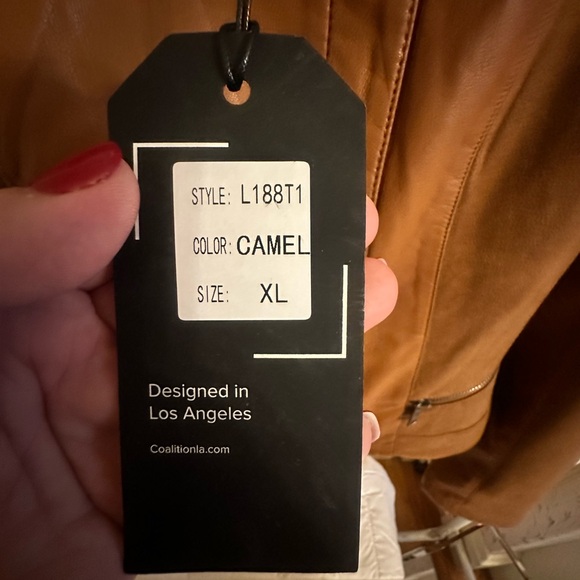 STYLE: L188T1
COLOR: CAMEL
SIZE: XL
Designed in
Los Angeles
Coalitionla.com